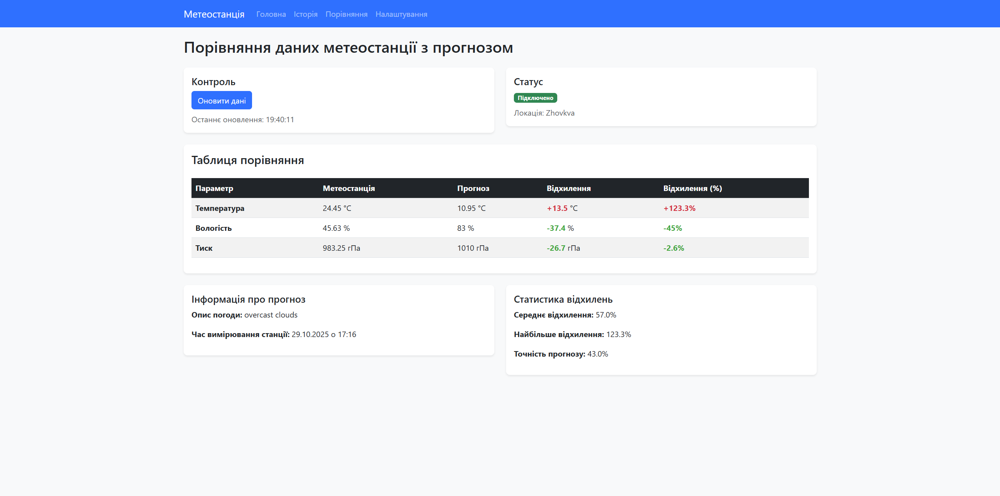 Метеостанція Головна Історія Порівняння Налаштування
Порівняння даних метеостанції з прогнозом
Контроль
Оновити дані
Останнє оновлення: 19:40:11
Статус
Підключено
Локація: Zhovkva
Таблиця порівняння
Параметр Метеостанція Прогноз Відхилення Відхилення (%)
Температура 24.45 °C 10.95 °C +13.5 °C +123.3%
Вологість 45.63 % 83 % -37.4 % -45%
Тиск 983.25 гПа 1010 гПа -26.7 гПа -2.6%
Інформація про прогноз
Опис погоди: overcast clouds
Час вимірювання станції: 29.10.2025 о 17:16
Статистика відхилень
Середнє відхилення: 57.0%
Найбільше відхилення: 123.3%
Точність прогнозу: 43.0%